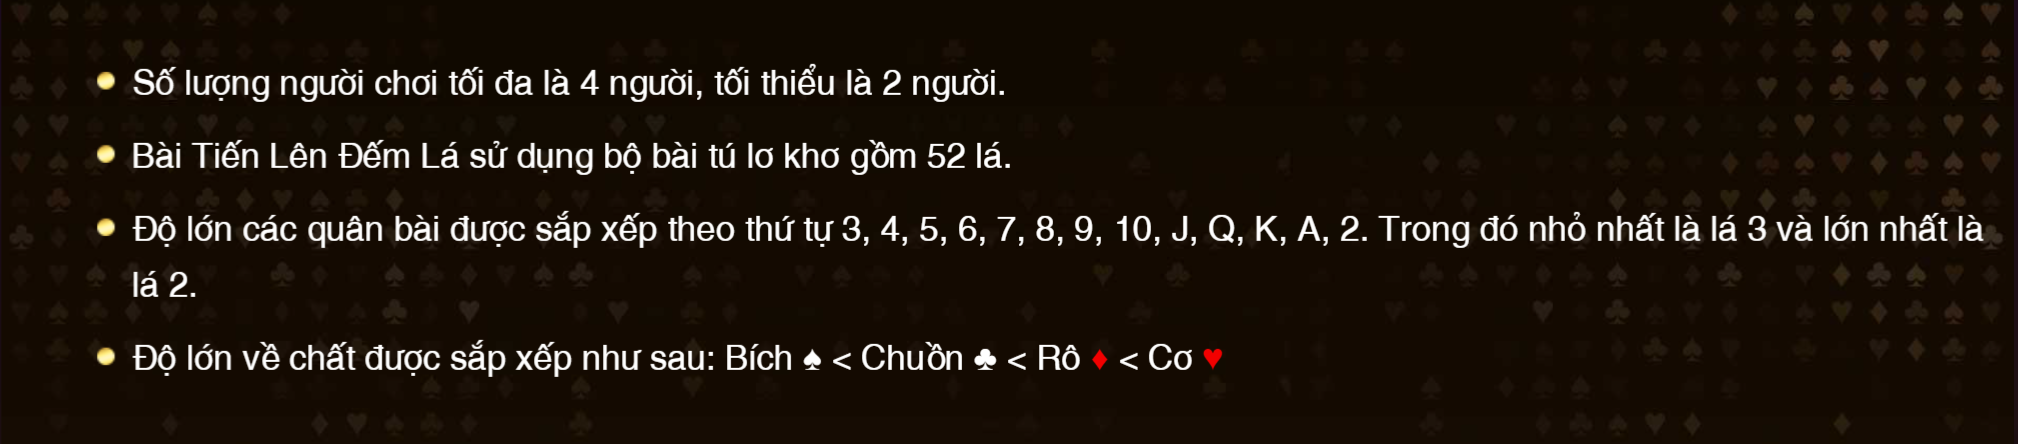 Số lượng người chơi tối đa là 4 người, tối thiểu là 2 người.
Bài Tiến Lên Đếm Lá sử dụng bộ bài tú lơ khơ gồm 52 lá.
Độ lớn các quân bài được sắp xếp theo thứ tự 3, 4, 5, 6, 7, 8, 9, 10, J, Q, K, A, 2. Trong đó nhỏ nhất là lá 3 và lớn nhất là
lá 2.
Độ lớn về chất được sắp xếp như sau: Bích ♠ < Chuồn ♣ < Rô ♦ < Cơ ♥